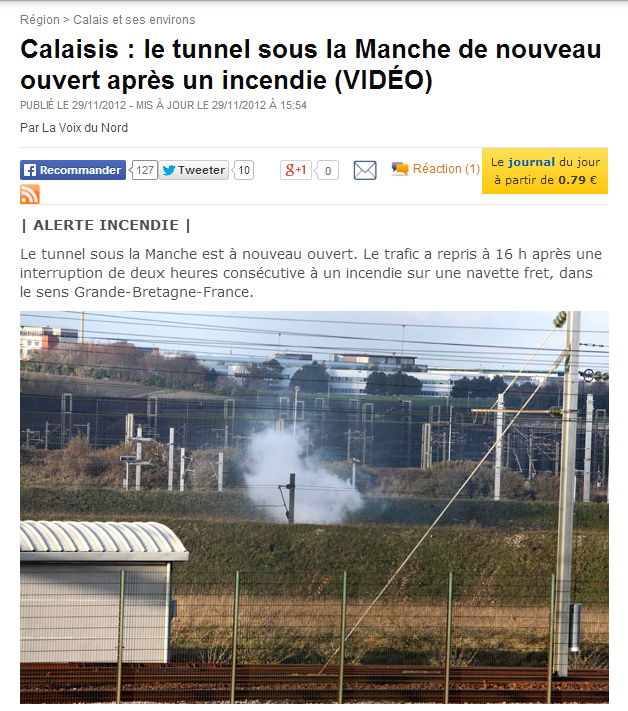 Région > Calais et ses environs
Calaisis : le tunnel sous la Manche de nouveau
ouvert après un incendie (VIDÉO)
PUBLIÉ LE 29/11/2012 - MIS À JOUR LE 29/11/2012 À 15:54
Par La Voix du Nord
Recommander 127 Tweeter 10 g+1 0 Réaction (1)
Le journal du jour
à partir de 0.79 €
| ALERTE INCENDIE |
Le tunnel sous la Manche est à nouveau ouvert. Le trafic a repris à 16 h après une
interruption de deux heures consécutive à un incendie sur une navette fret, dans
le sens Grande-Bretagne-France.